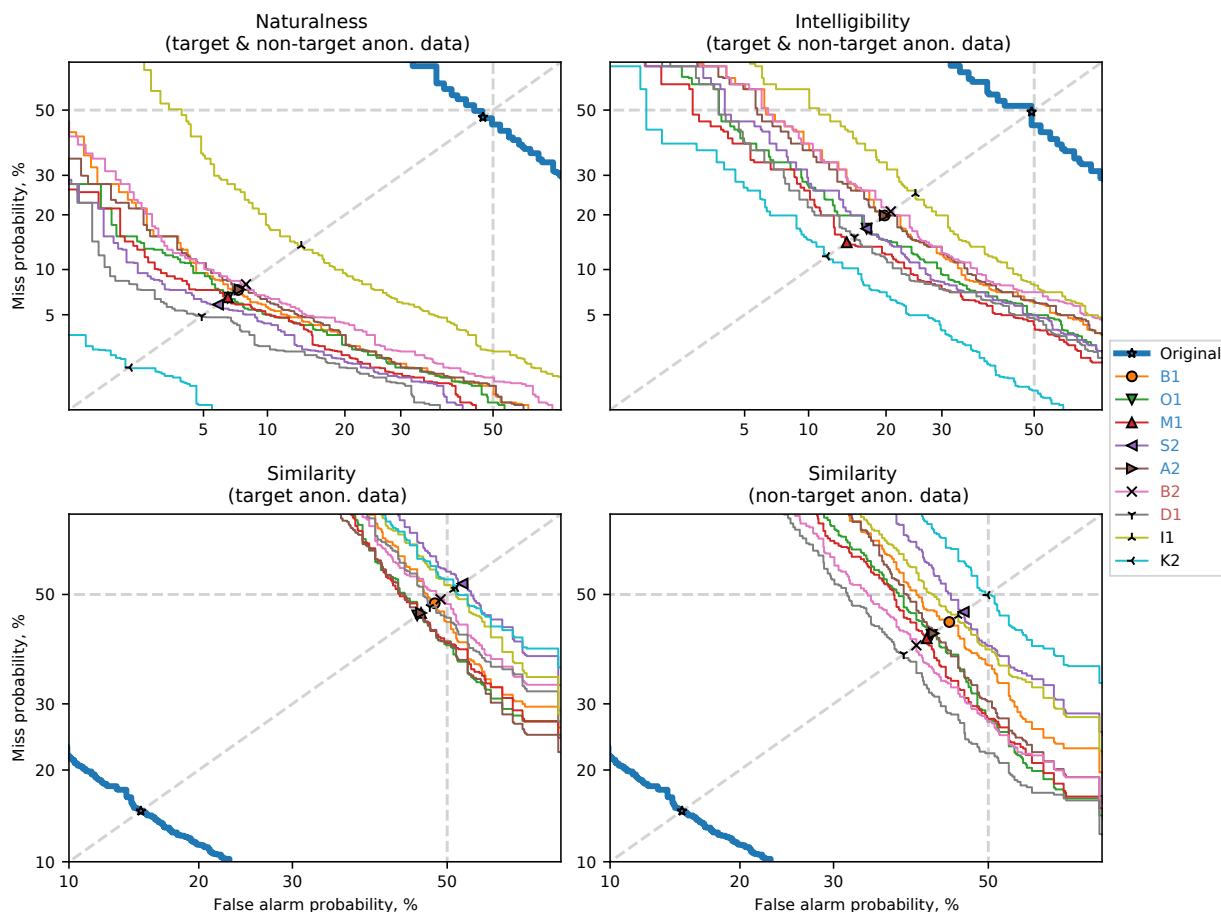 Naturalness
(target & non-target anon. data)
Intelligibility
(target & non-target anon. data)
Miss probability, %
50
30
20
10
5
5
10
20
30
50
50
30
20
10
5
5
10
20
30
50
Original
B1
O1
M1
S2
A2
B2
D1
I1
K2
Similarity
(target anon. data)
Similarity
(non-target anon. data)
Miss probability, %
50
30
20
10
10
20
30
50
False alarm probability, %
50
30
20
10
10
20
30
50
False alarm probability, %